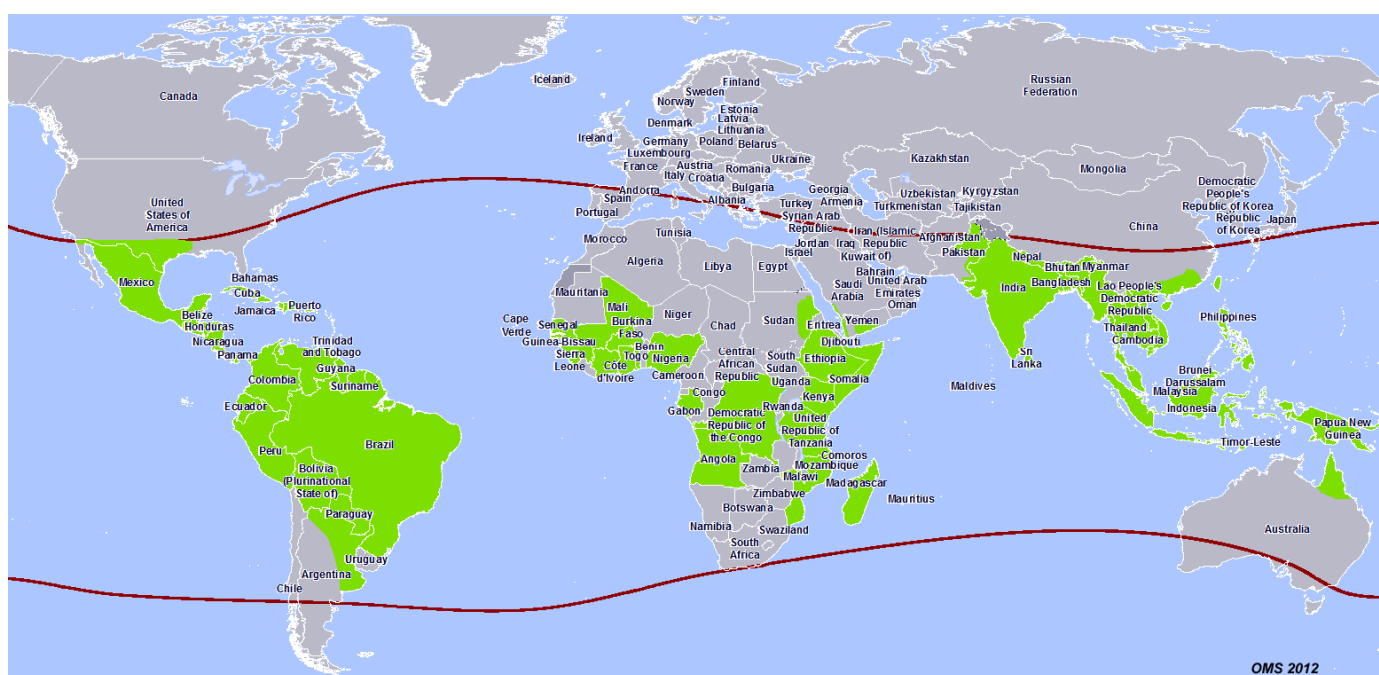 Iceland
Finland
Sweden
Norway
Russian
Federation
Canada
Estonia
Latvia
Lithuania
Denmark
Ireland
Germany
Poland
Belarus
Luxembourg
Kazakhstan
Mongolia
France
Austria
Ukraine
Italy
Croatia
Romania
Democratic
People's
Republic of Korea
Republic
of Korea
Bulgaria
Andorra
Spain
Albania
Georgia
Armenia
Uzbekistan
Kyrgyzstan
Turkmenistan
Tajikistan
United
States of
America
Portugal
Turkey
Syrian Arab
Republic
China
Japan
Tunisia
Morocco
Jordan
Israel
Iraq
Kuwait of)
Iran (Islamic
Republic
Afghanistan
Pakistan
Nepal
Bhutan
Myanmar
Algeria
Libya
Egypt
Bahrain
Saudi
Arabia
United Arab
Emirates
Oman
India
Bangladesh
Lao People's
Democratic
Republic
Mexico
Bahamas
Cuba
Jamaica
Puerto
Rico
Belize
Honduras
Nicaragua
Panama
Trinidad
and Tobago
Guyana
Suriname
Colombia
Ecuador
Peru
Brazil
Bolivia
(Plurinational
State of)
Paraguay
Uruguay
Argentina
Chile
Mauritania
Mali
Niger
Chad
Sudan
Eritrea
Yemen
Djibouti
Cape
Verde
Senegal
Guinea-Bissau
Sierra
Leone
Burkina
Faso
Benin
Togo
Côte
d'Ivoire
Nigeria
Cameroon
Central
African
Republic
South
Sudan
Ethiopia
Somalia
Uganda
Kenya
Congo
Gabon
Democratic
Republic of
the Congo
Rwanda
United
Republic of
Tanzania
Angola
Zambia
Comoros
Mozambique
Malawi
Madagascar
Mauritius
Zimbabwe
Botswana
Namibia
Swaziland
South
Africa
Thailand
Cambodia
Philippines
Sri
Lanka
Maldives
Brunei
Darussalam
Malaysia
Indonesia
Papua New
Guinea
Timor-Leste
Australia
OMS 2012